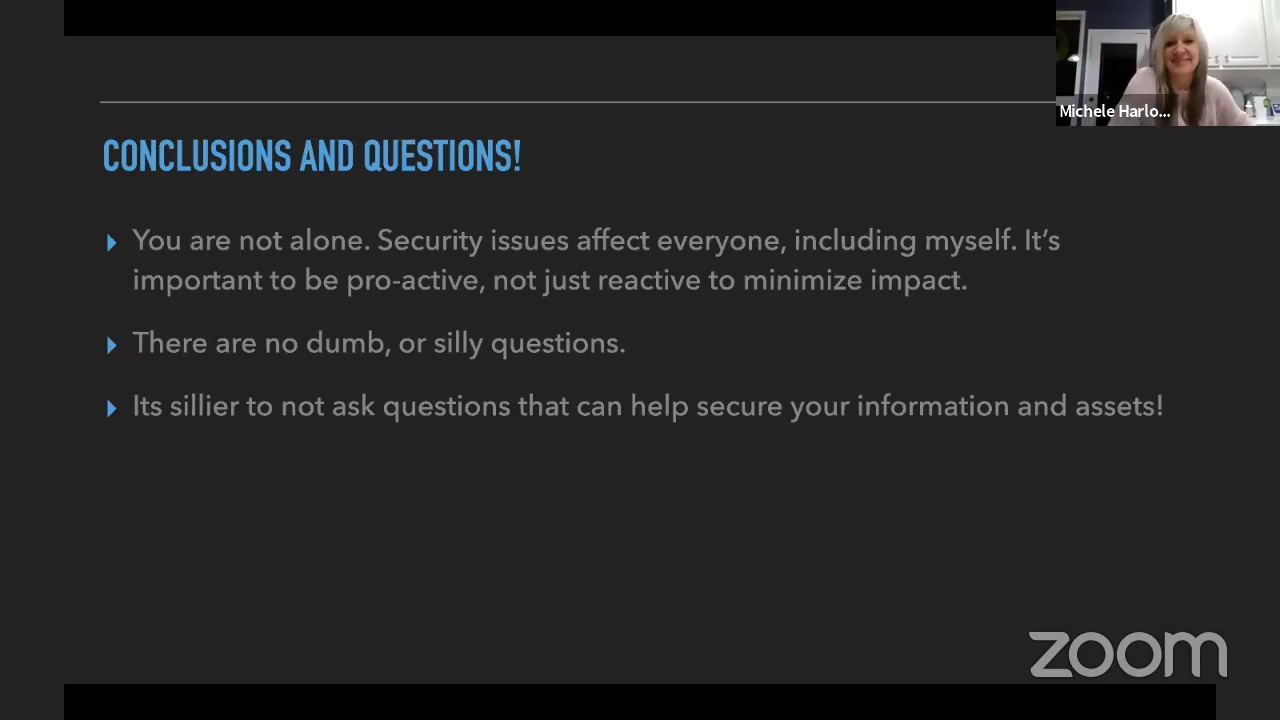 Michele Harlo...
CONCLUSIONS AND QUESTIONS!
You are not alone. Security issues affect everyone, including myself. It’s
important to be pro-active, not just reactive to minimize impact.
There are no dumb, or silly questions.
Its sillier to not ask questions that can help secure your information and assets!
zoom